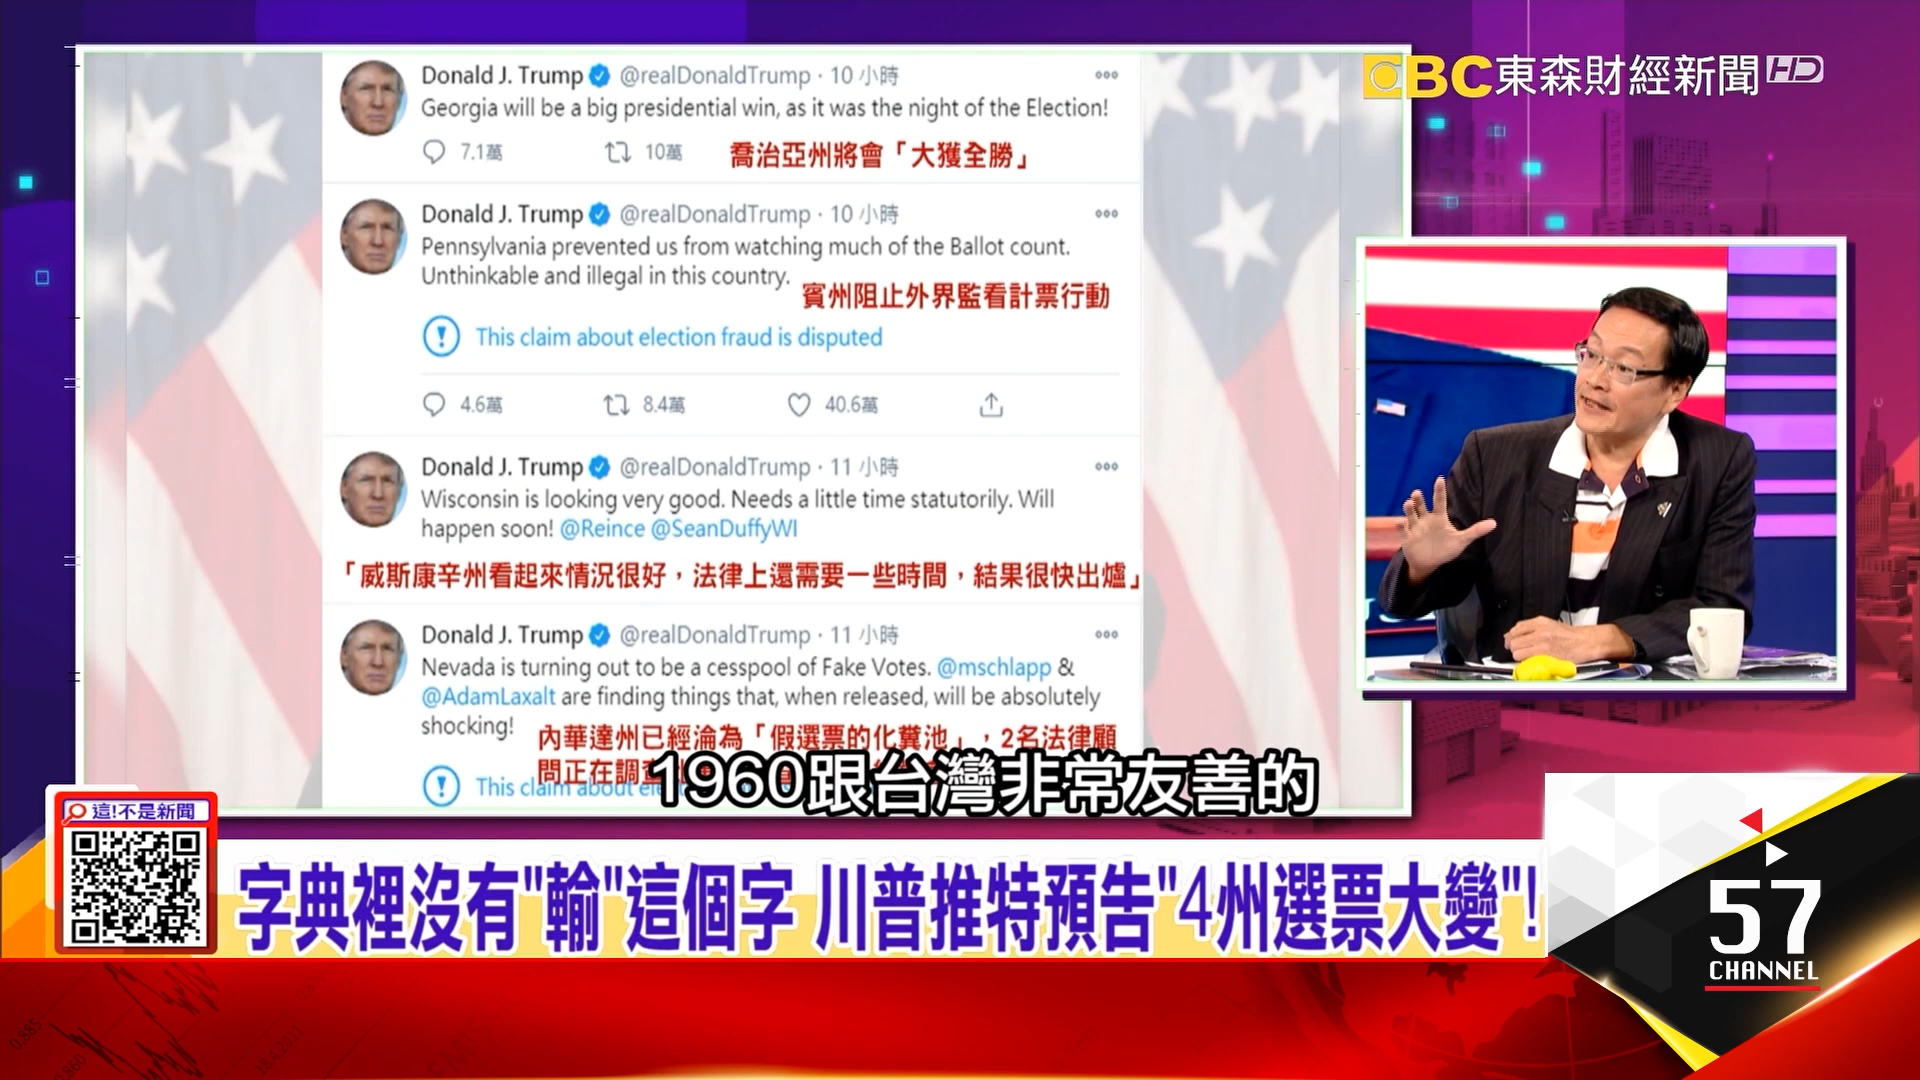 Donald J. Trump @realDonaldTrump · 10 小時
Georgia will be a big presidential win, as it was the night of the Election!
7.1萬 10萬
喬治亞州將會「大獲全勝」
Donald J. Trump @realDonaldTrump · 10 小時
Pennsylvania prevented us from watching much of the Ballot count.
Unthinkable and illegal in this country.
賓州阻止外界監看計票行動
This claim about election fraud is disputed
4.6萬 8.4萬 40.6萬
Donald J. Trump @realDonaldTrump · 11 小時
Wisconsin is looking very good. Needs a little time statutorily. Will
happen soon! @Reince @SeanDuffyWI
「威斯康辛州看起來情況很好，法律上還需要一些時間，結果很快出爐」
Donald J. Trump @realDonaldTrump · 11 小時
Nevada is turning out to be a cesspool of Fake Votes. @mschlapp &
@AdamLaxalt are finding things that, when released, will be absolutely
shocking!
內華達州已經淪為「假選票的化糞池」，2名法律顧
問正在調查
This claim about
1960跟台灣非常友善的
EBC東森財經新聞HD
這!不是新聞
字典裡沒有"輸"這個字 川普推特預告"4州選票大變"!
57
CHANNEL